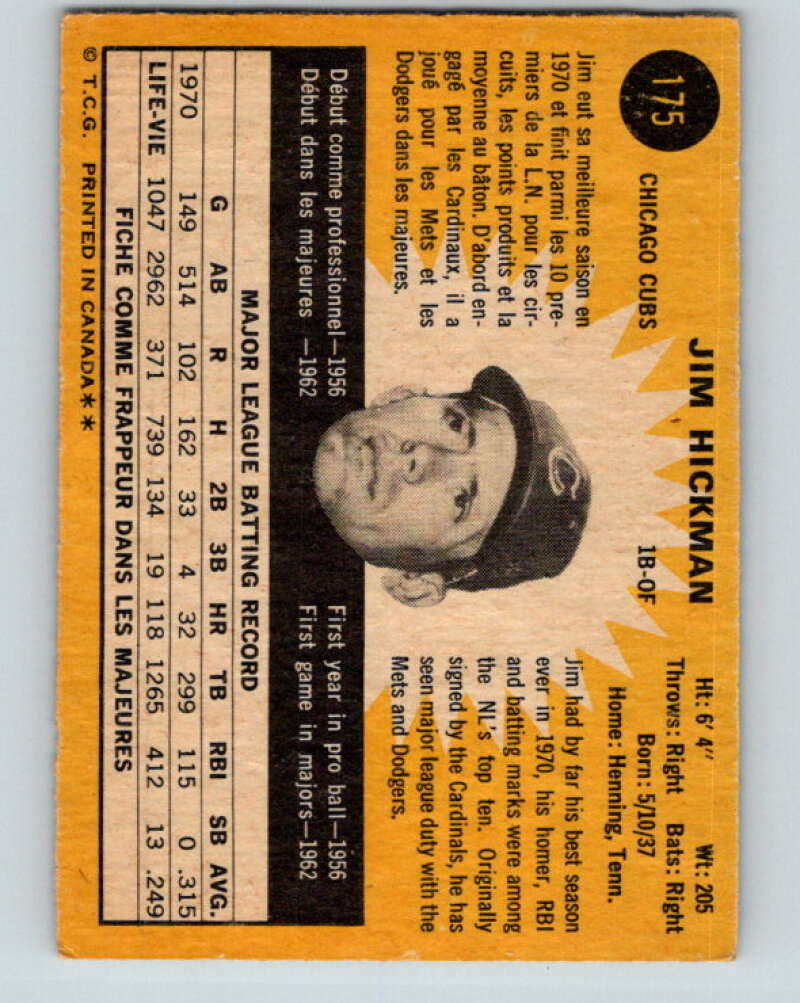 175
JIM HICKMAN
CHICAGO CUBS
1B-OF
Ht: 6' 4" Wt: 205
Throws: Right Bats: Right
Born: 5/10/37
Home: Henning, Tenn.
Jim eut sa meilleure saison en
1970 et finit parmi les 10 pre-
miers de la L.N. pour les cir-
cuits, les points produits et la
moyenne au bâton. D'abord en-
gagé par les Cardinaux, il a
joué pour les Mets et les
Dodgers dans les majeures.
C
Jim had by far his best season
ever in 1970, his homer, RBI
and batting marks were among
the NL's top ten. Originally
signed by the Cardinals, he has
seen major league duty with the
Mets and Dodgers.
Début comme professionnel—1956
Début dans les majeures —1962
First year in pro ball—1956
First game in majors—1962
MAJOR LEAGUE BATTING RECORD
G AB R H 2B 3B HR TB RBI SB AVG.
1970 149 514 102 162 33 4 32 299 115 0 .315
LIFE-VIE 1047 2962 371 739 134 19 118 1265 412 13 .249
FICHE COMME FRAPPEUR DANS LES MAJEURES
© T.C.G. PRINTED IN CANADA**